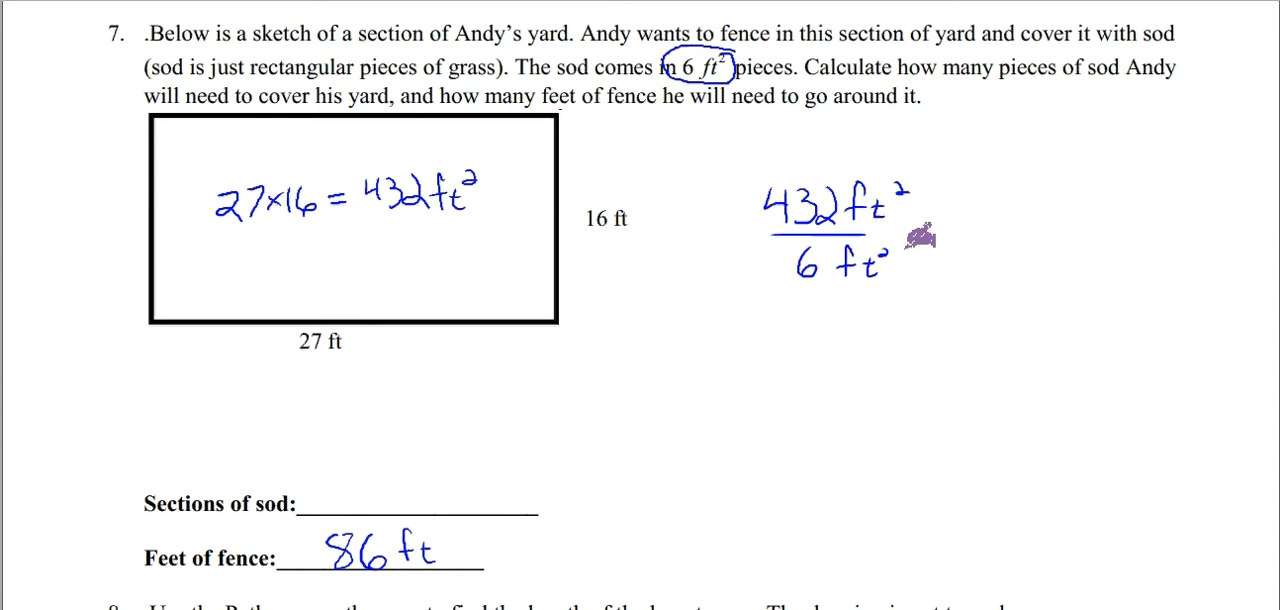 7. .Below is a sketch of a section of Andy's yard. Andy wants to fence in this section of yard and cover it with sod
(sod is just rectangular pieces of grass). The sod comes in 6 ft² pieces. Calculate how many pieces of sod Andy
will need to cover his yard, and how many feet of fence he will need to go around it.
27×16 = 432ft²
16 ft
432ft²
6 ft²
27 ft
Sections of sod:
Feet of fence: 86 ft